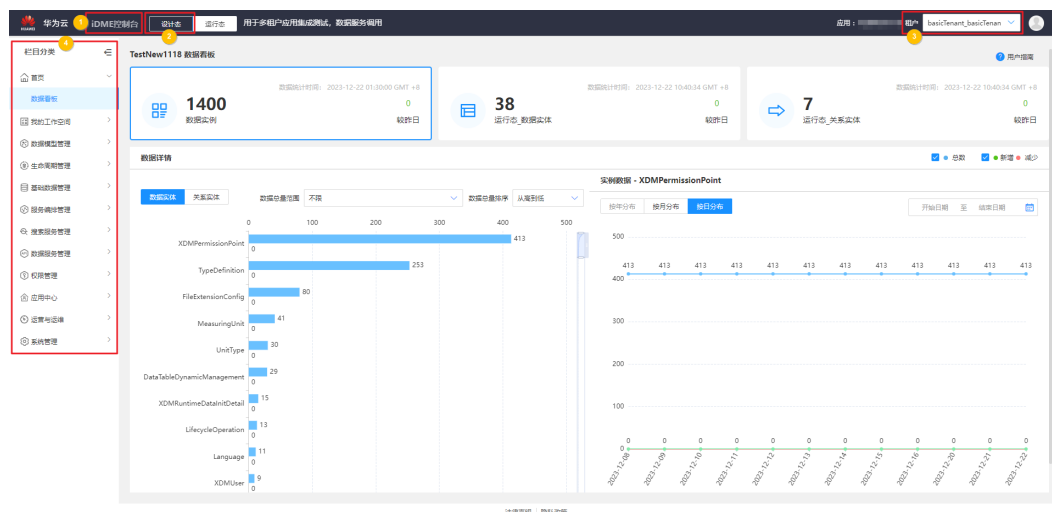 HUAWEI 华为云 1 iDME控制台 设计态 运行态 用于多租户应用集成测试，数据服务调用 应用： 租户 basicTenant_basicTenan
2 3 4
栏目分类
首页
数据看板
我的工作空间
数据模型管理
生命周期管理
基础数据管理
服务编排管理
搜索服务管理
数据服务管理
权限管理
应用中心
运营与运维
系统管理
TestNew1118 数据看板 ? 用户指南
数据统计时间： 2023-12-22 01:30:00 GMT +8
1400 0
数据实例 较昨日
数据统计时间： 2023-12-22 10:40:34 GMT +8
38 0
运行态_数据实体 较昨日
数据统计时间： 2023-12-22 10:40:34 GMT +8
7 0
运行态_关系实体 较昨日
数据详情 总数 新增 减少
数据实体 关系实体 数据总量范围 不限 数据总量排序 从高到低
0 100 200 300 400 500
XDMPermissionPoint 413
0
TypeDefinition 253
0
FileExtensionConfig 80
0
MeasuringUnit 41
0
UnitType 30
0
DataTableDynamicManagement 29
0
XDMRuntimeDataInitDetail 15
0
LifecycleOperation 13
0
Language 11
0
XDMUser 9
0
实例数据 - XDMPermissionPoint
按年分布 按月分布 按日分布 开始日期 至 结束日期
500
413 413 413 413 413 413 413 413 413 413 413 413
400
300
200
100
0 0 0 0 0 0 0 0 0 0 0 0
0
2023-12-08 2023-12-09 2023-12-10 2023-12-11 2023-12-12 2023-12-13 2023-12-14 2023-12-15 2023-12-16 2023-12-20 2023-12-21 2023-12-22